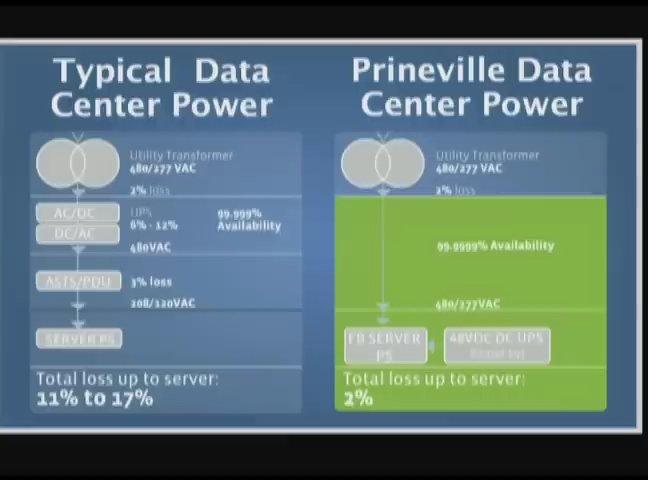 Typical Data
Center Power
Utility Transformer
480/277 VAC
2% loss
AC/DC
DC/AC
UPS
6% - 12%
99.999%
Availability
480VAC
ASTS/PDU
3% loss
208/120VAC
SERVER PS
Total loss up to server:
11% to 17%
Prineville Data
Center Power
Utility Transformer
480/277 VAC
2% loss
99.9999% Availability
480/277VAC
FB SERVER
PS
48VDC DC UPS
Total loss up to server:
2%